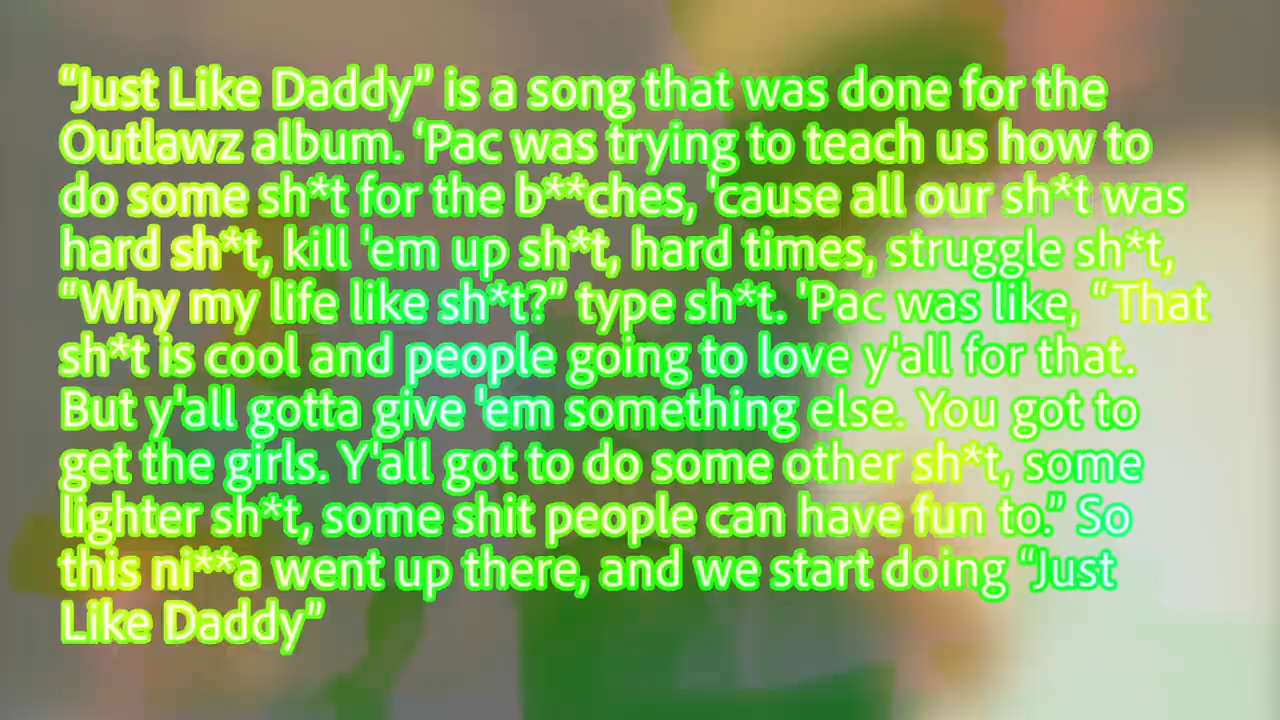 “Just Like Daddy” is a song that was done for the
Outlawz album. ‘Pac was trying to teach us how to
do some sh*t for the b**ches, 'cause all our sh*t was
hard sh*t, kill 'em up sh*t, hard times, struggle sh*t,
“Why my life like sh*t?” type sh*t. 'Pac was like, “That
sh*t is cool and people going to love y'all for that.
But y'all gotta give 'em something else. You got to
get the girls. Y'all got to do some other sh*t, some
lighter sh*t, some shit people can have fun to.” So
this ni**a went up there, and we start doing “Just
Like Daddy”